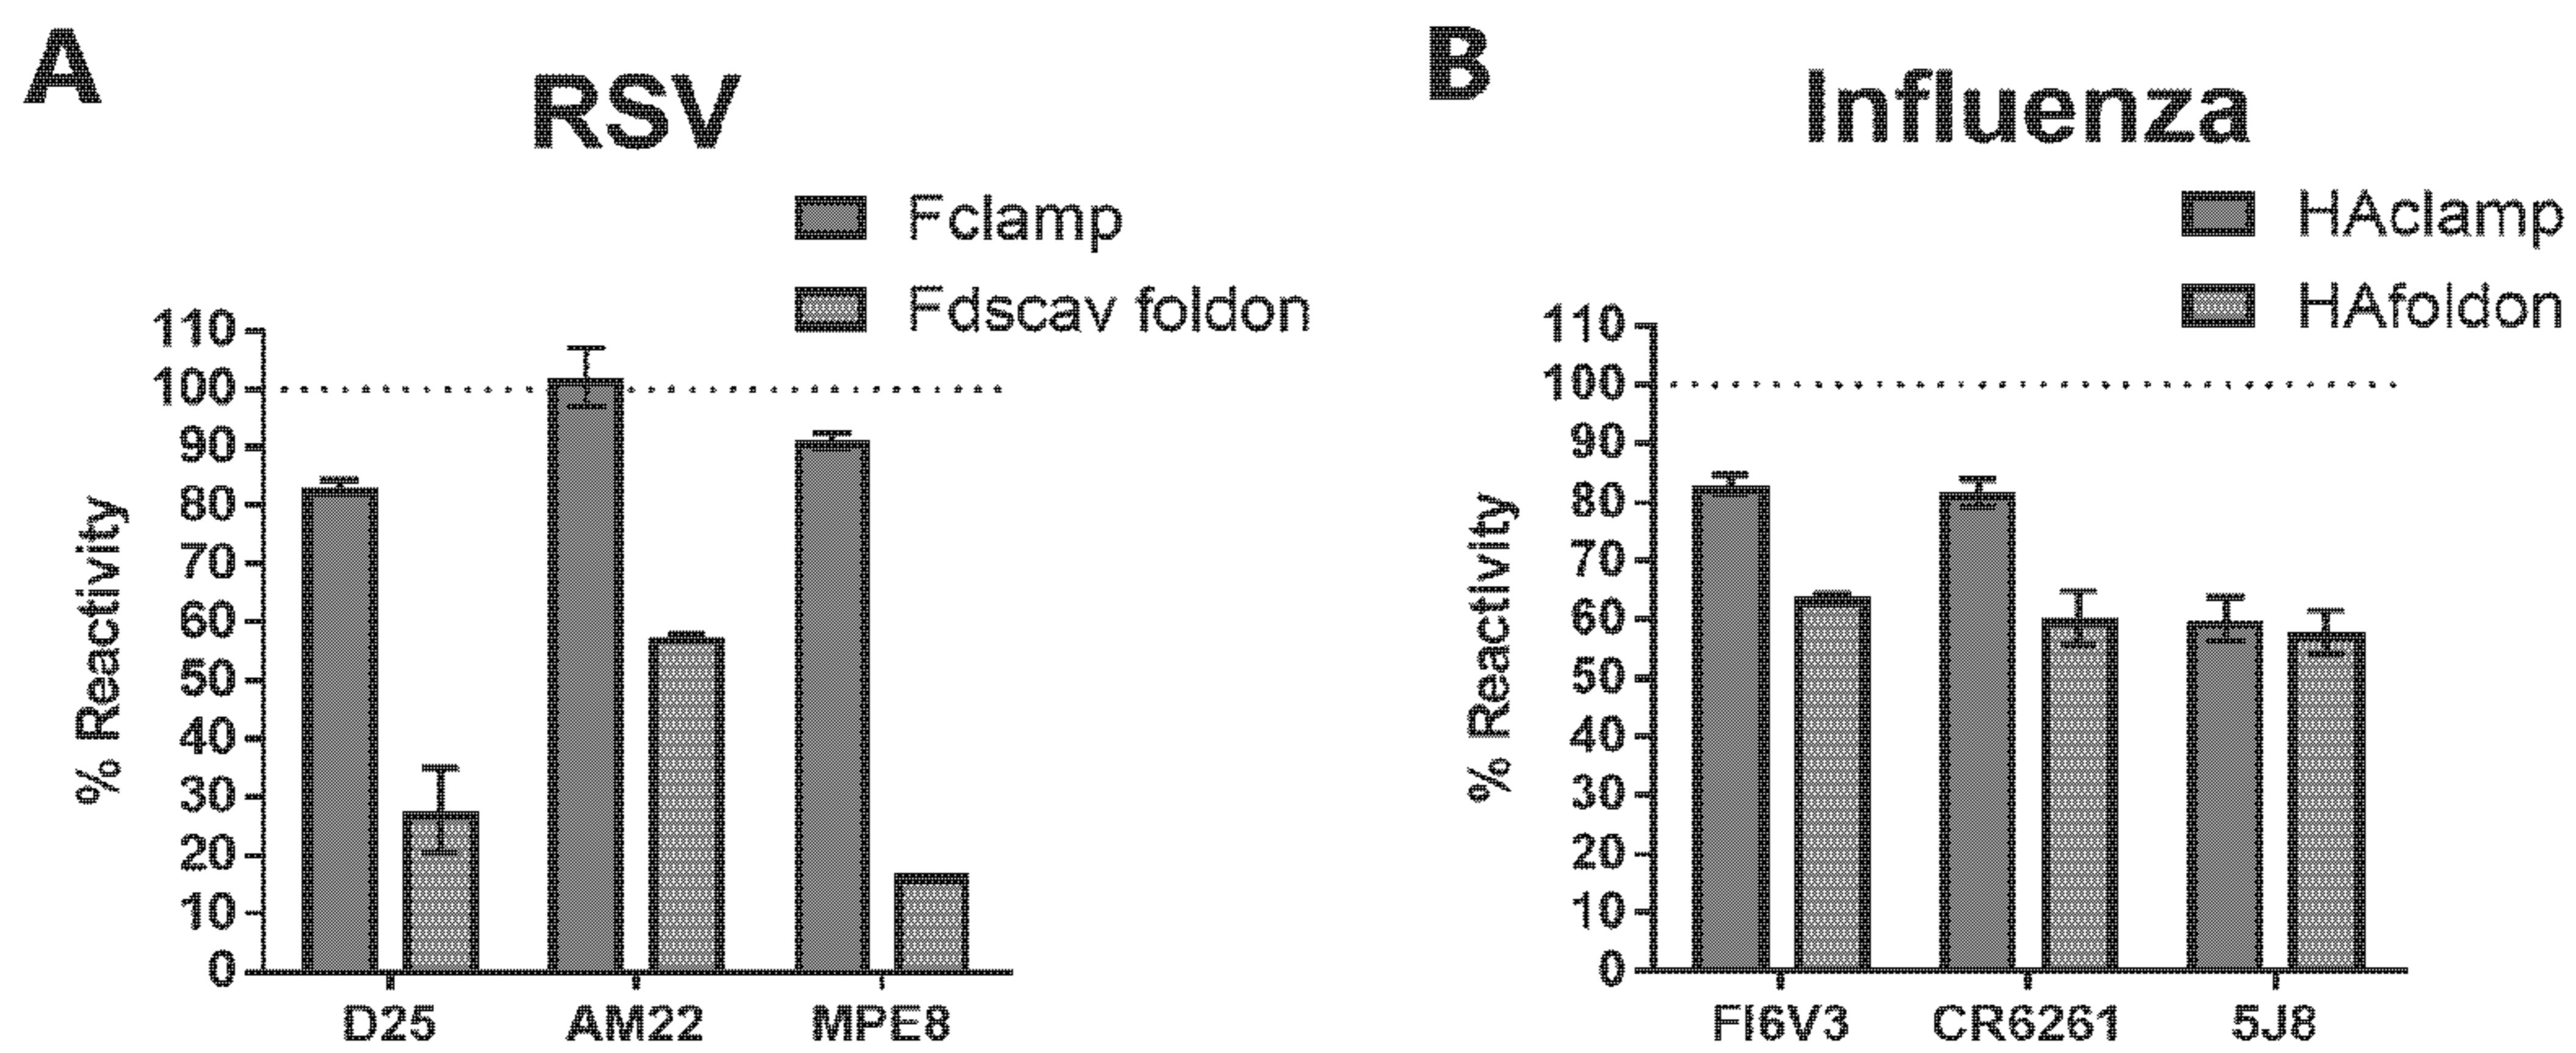 A
RSV
Fclamp
Fdscav foldon
110
100
90
80
70
60
50
40
30
20
10
0
% Reactivity
D25 AM22 MPE8
B
Influenza
HAclamp
HAfoldon
110
100
90
80
70
60
50
40
30
20
10
0
% Reactivity
FI6V3 CR6261 5J8